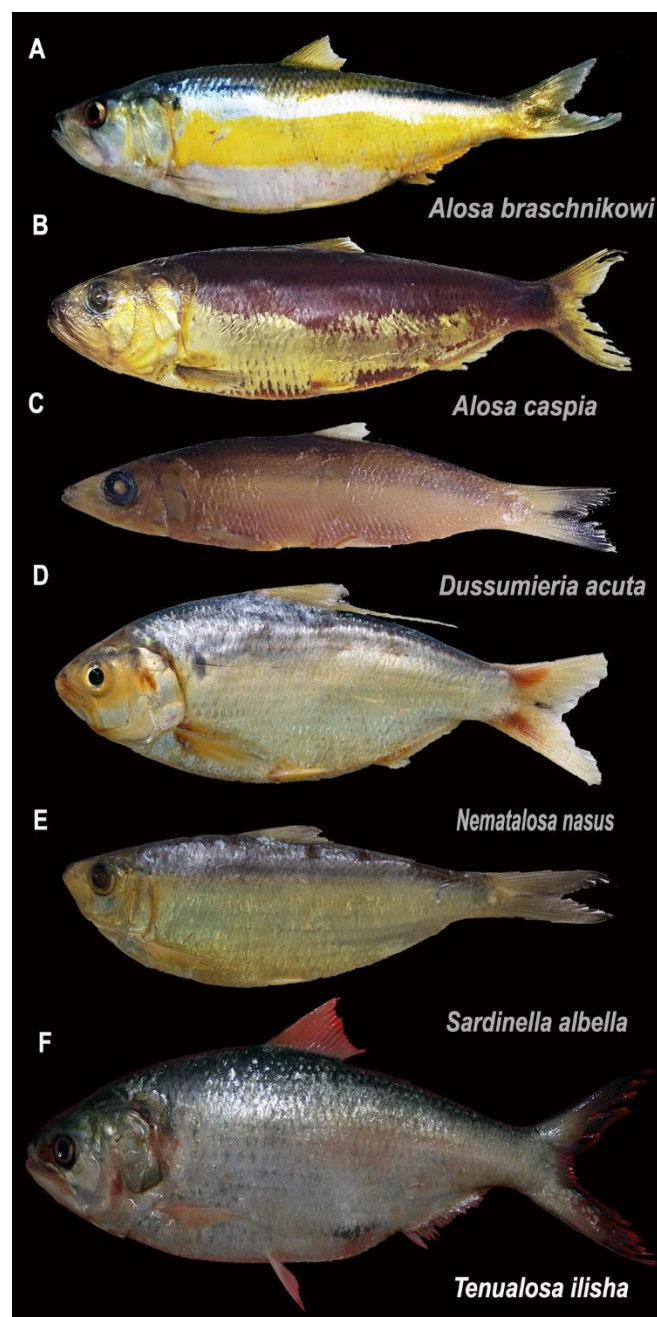 A
Alosa braschnikowi
B
Alosa caspia
C
Dussumieria acuta
D
Nematalosa nasus
E
Sardinella albella
F
Tenualosa ilisha